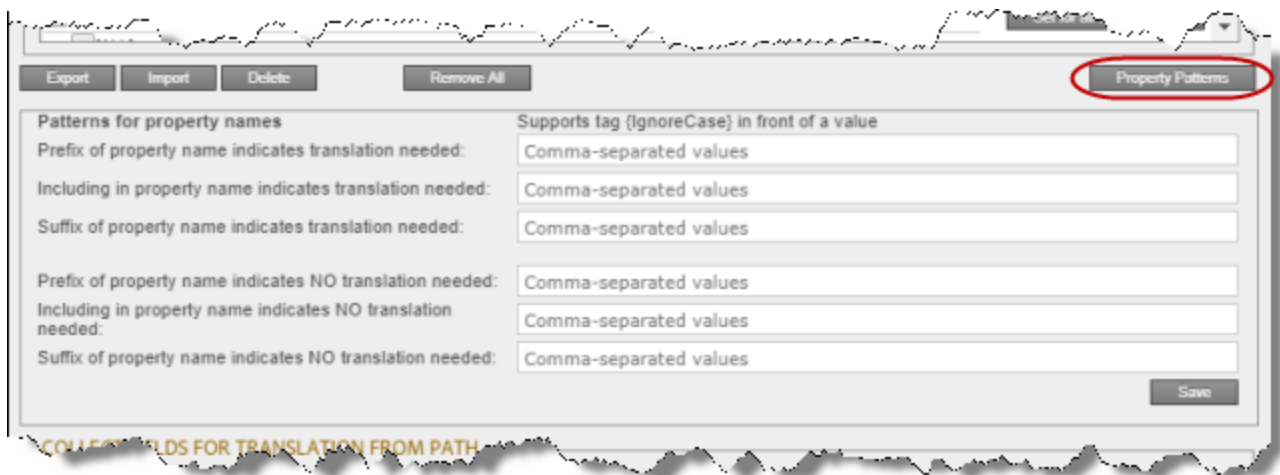 Export Import Delete Remove All Property Patterns
Patterns for property names Supports tag {IgnoreCase} in front of a value
Prefix of property name indicates translation needed: Comma-separated values
Including in property name indicates translation needed: Comma-separated values
Suffix of property name indicates translation needed: Comma-separated values
Prefix of property name indicates NO translation needed: Comma-separated values
Including in property name indicates NO translation
needed: Comma-separated values
Suffix of property name indicates NO translation needed: Comma-separated values
Save
FOR TRANSLATION FROM PATH